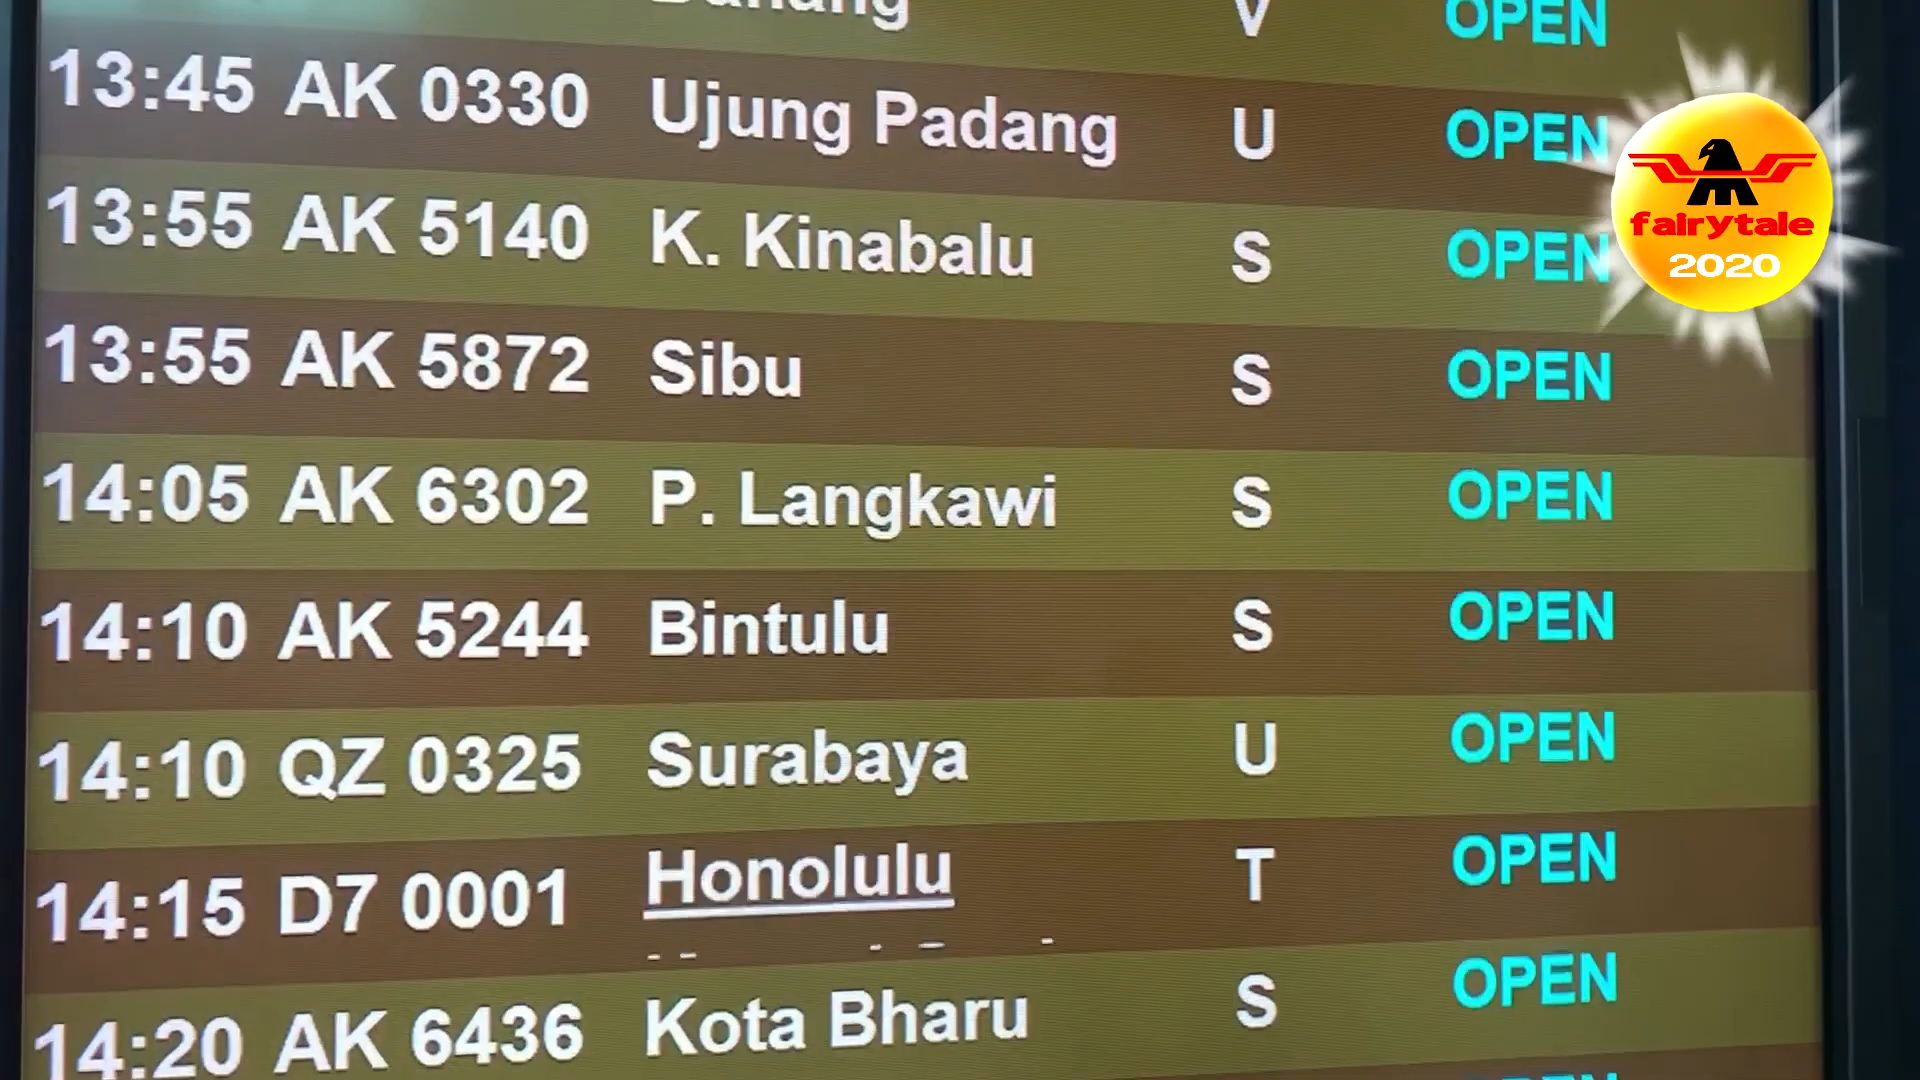 V OPEN
13:45 AK 0330 Ujung Padang U OPEN
13:55 AK 5140 K. Kinabalu S OPEN
13:55 AK 5872 Sibu S OPEN
14:05 AK 6302 P. Langkawi S OPEN
14:10 AK 5244 Bintulu S OPEN
14:10 QZ 0325 Surabaya U OPEN
14:15 D7 0001 Honolulu T OPEN
14:20 AK 6436 Kota Bharu S OPEN
fairytale
2020